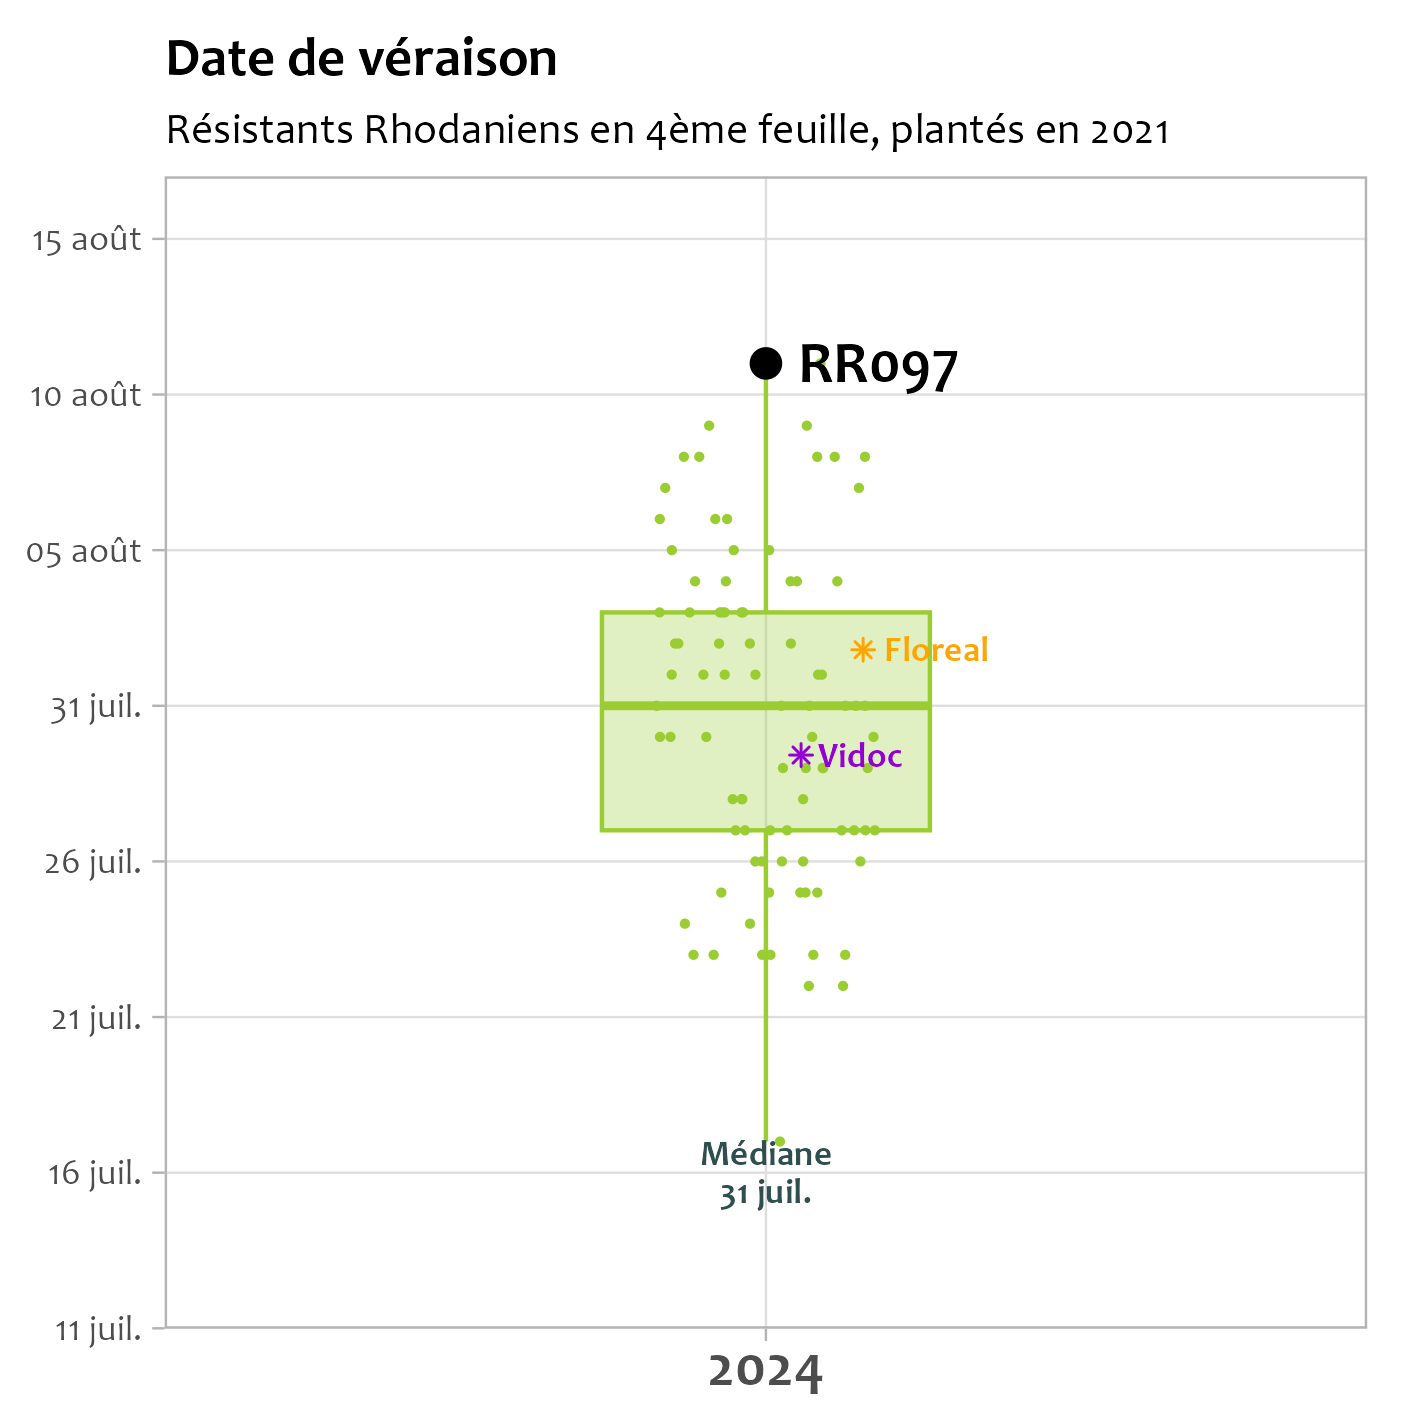 Date de véraison
Résistants Rhodaniens en 4ème feuille, plantés en 2021
15 août
10 août
05 août
31 juil.
26 juil.
21 juil.
16 juil.
11 juil.
RR097
Floreal
Vidoc
Médiane
31 juil.
2024